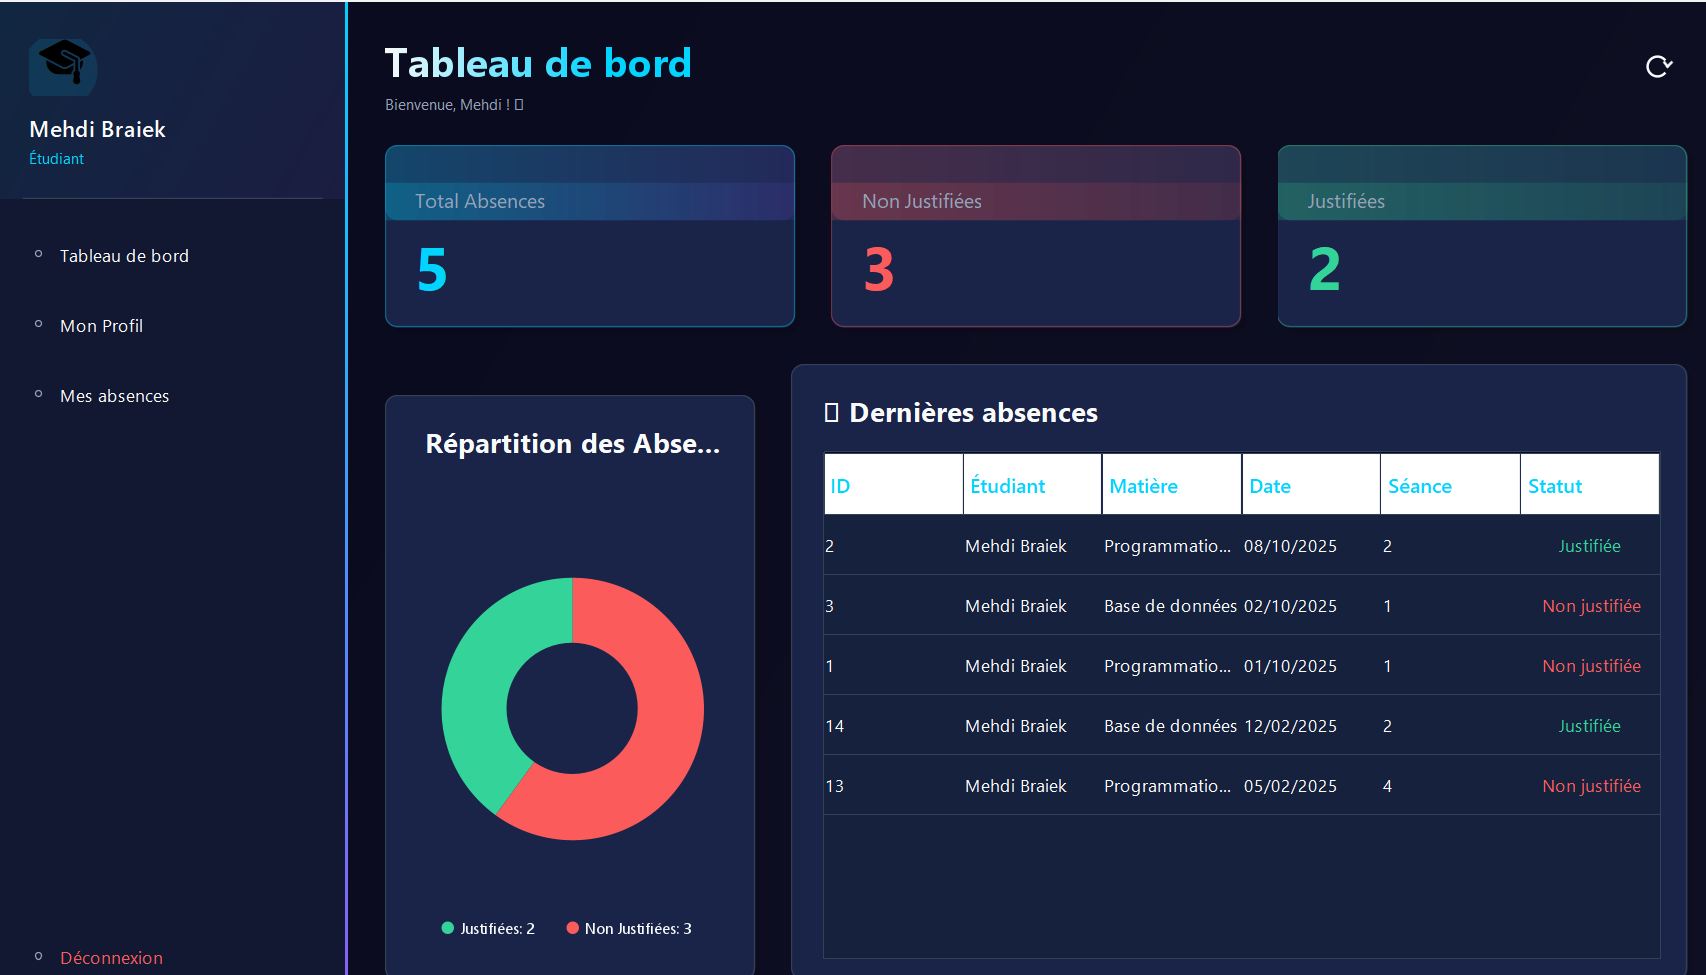 Mehdi Braiek
Étudiant
Tableau de bord
Mon Profil
Mes absences
Déconnexion
Tableau de bord
Bienvenue, Mehdi !
Total Absences
5
Non Justifiées
3
Justifiées
2
Répartition des Abse...
Justifiées: 2
Non Justifiées: 3
Dernières absences
ID Étudiant Matière Date Séance Statut
2 Mehdi Braiek Programmatio... 08/10/2025 2 Justifiée
3 Mehdi Braiek Base de données 02/10/2025 1 Non justifiée
1 Mehdi Braiek Programmatio... 01/10/2025 1 Non justifiée
14 Mehdi Braiek Base de données 12/02/2025 2 Justifiée
13 Mehdi Braiek Programmatio... 05/02/2025 4 Non justifiée